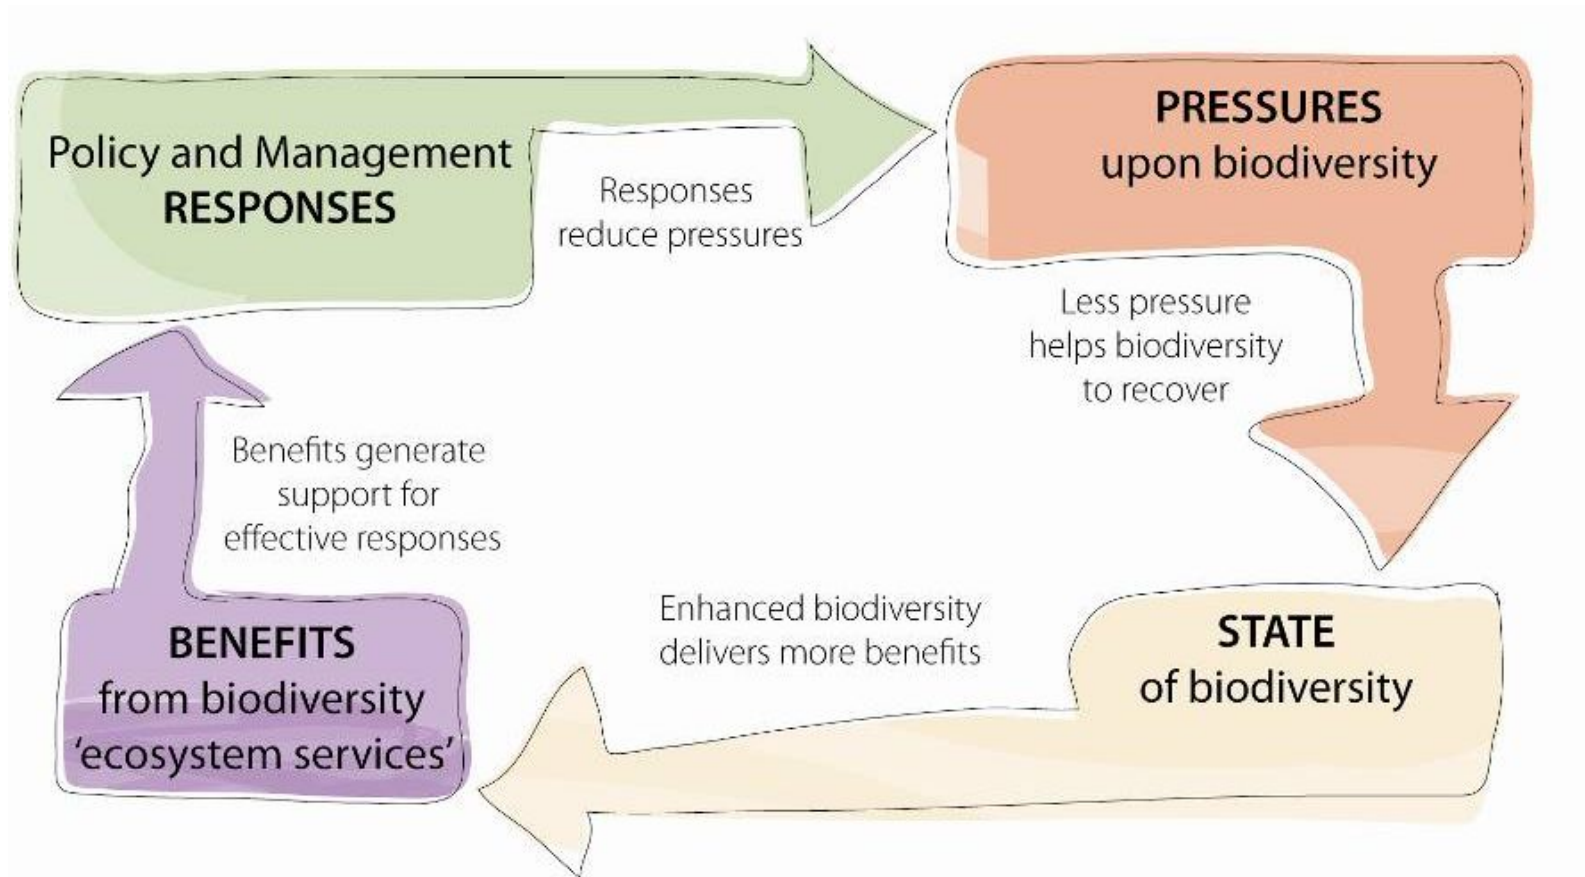 Policy and Management
RESPONSES
Responses
reduce pressures
PRESSURES
upon biodiversity
Less pressure
helps biodiversity
to recover
STATE
of biodiversity
Enhanced biodiversity
delivers more benefits
BENEFITS
from biodiversity
‘ecosystem services’
Benefits generate
support for
effective responses